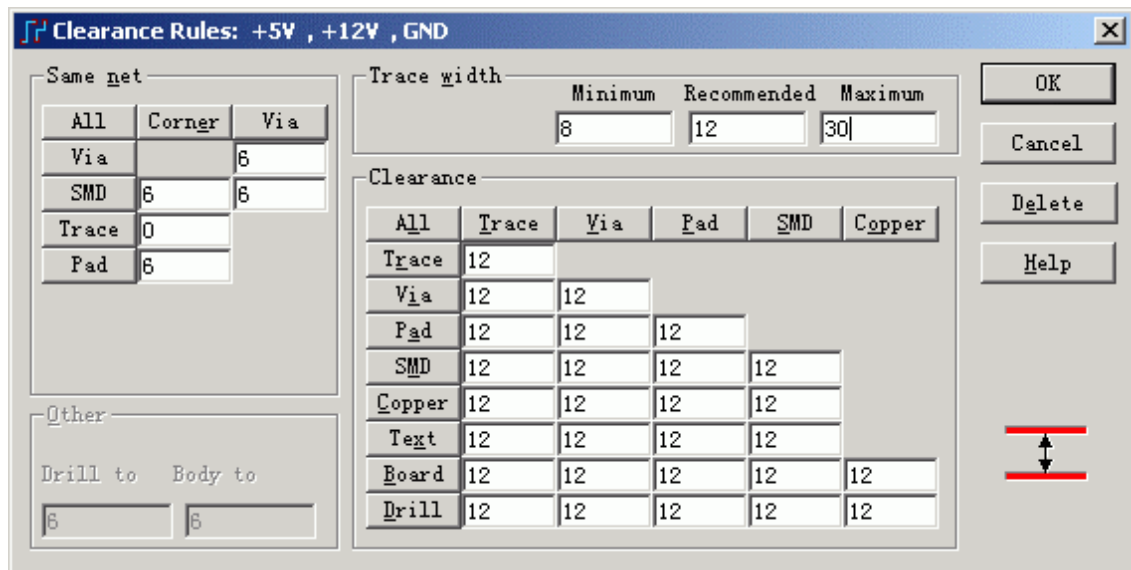 Clearance Rules: +5V , +12V , GND
Same net
All Corner Via
Via 6
SMD 6 6
Trace 0
Pad 6
Other
Drill to Body to
6 6
Trace width
Minimum Recommended Maximum
8 12 30
Clearance
All Trace Via Pad SMD Copper
Trace 12
Via 12 12
Pad 12 12 12
SMD 12 12 12 12
Copper 12 12 12 12
Text 12 12 12 12
Board 12 12 12 12 12
Drill 12 12 12 12 12
OK
Cancel
Delete
Help